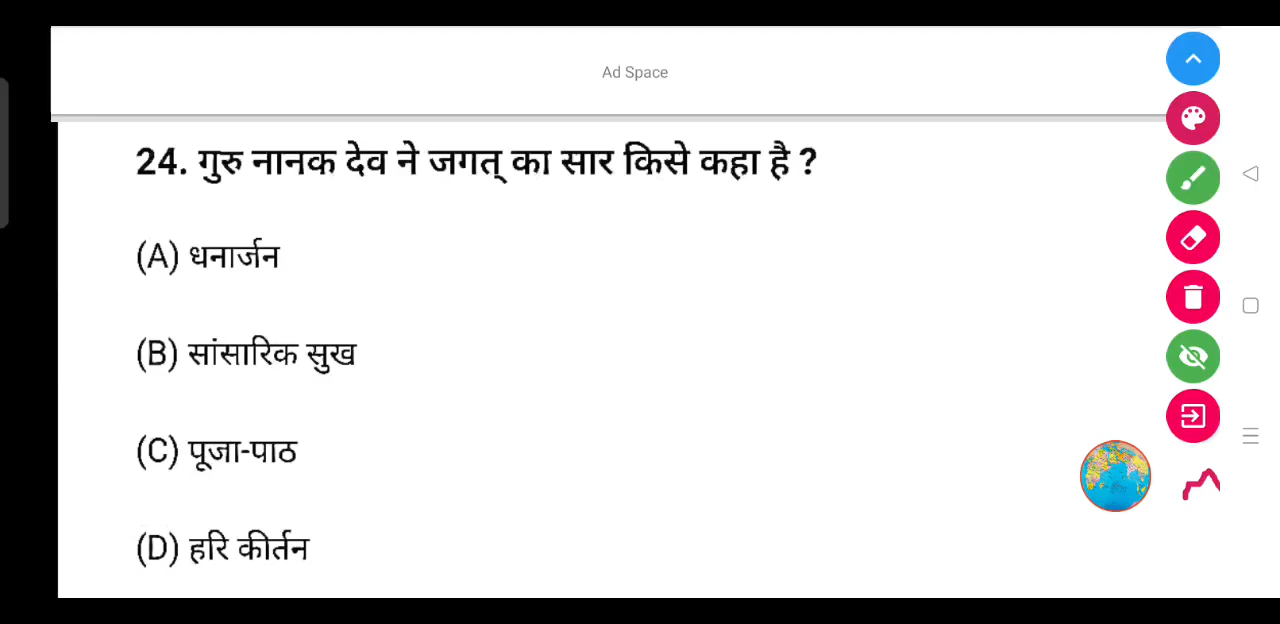 Ad Space
24. गुरु नानक देव ने जगत् का सार किसे कहा है ?
(A) धनार्जन
(B) सांसारिक सुख
(C) पूजा-पाठ
(D) हरि कीर्तन